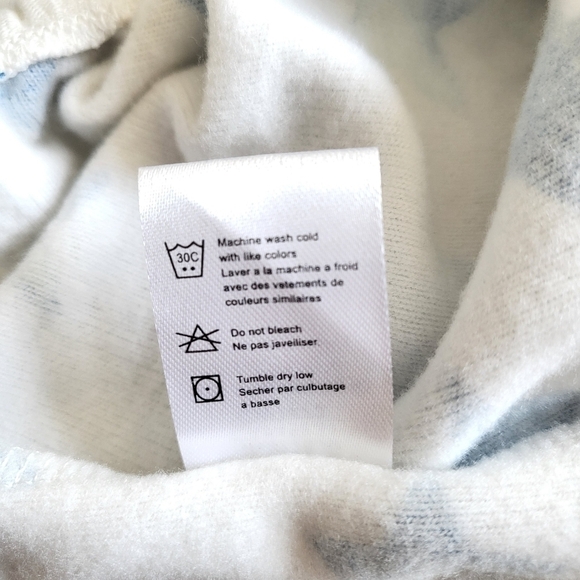 30C
Machine wash cold
with like colors
Laver a la machine a froid
avec des vetements de
couleurs similaires
Do not bleach
Ne pas javeiliser
Tumble dry low
Secher par culbutage
a basse